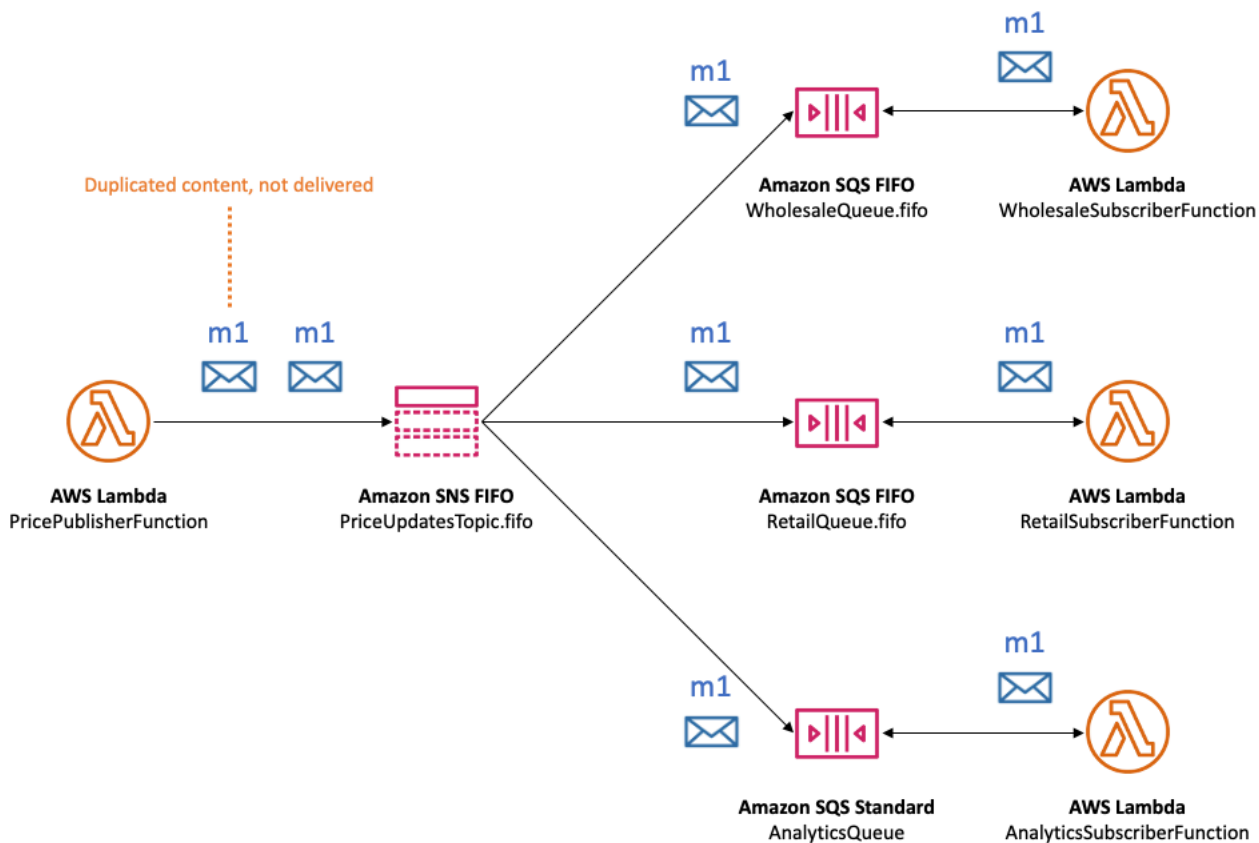 m1
m1
Amazon SQS FIFO
WholesaleQueue.fifo
AWS Lambda
WholesaleSubscriberFunction
Duplicated content, not delivered
m1
m1
m1
m1
AWS Lambda
PricePublisherFunction
Amazon SNS FIFO
PriceUpdatesTopic.fifo
Amazon SQS FIFO
RetailQueue.fifo
AWS Lambda
RetailSubscriberFunction
m1
m1
Amazon SQS Standard
AnalyticsQueue
AWS Lambda
AnalyticsSubscriberFunction